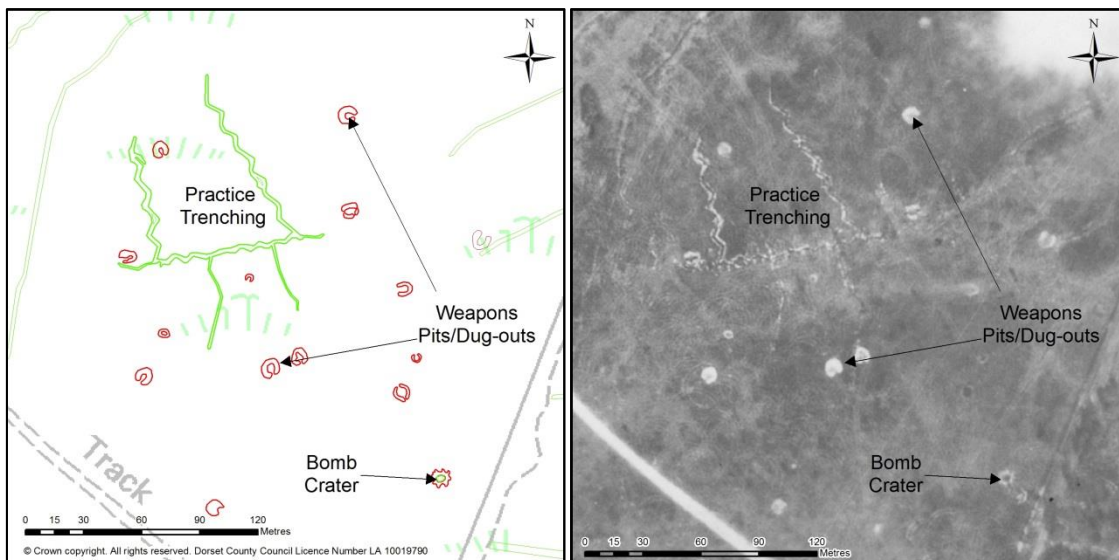 N
Practice
Trenching
Weapons
Pits/Dug-outs
Bomb
Crater
Track
0 15 30 60 90 120
Metres
© Crown copyright. All rights reserved. Dorset County Council Licence Number LA 10019790
N
Practice
Trenching
Weapons
Pits/Dug-outs
Bomb
Crater
0 15 30 60 90 120
Metres